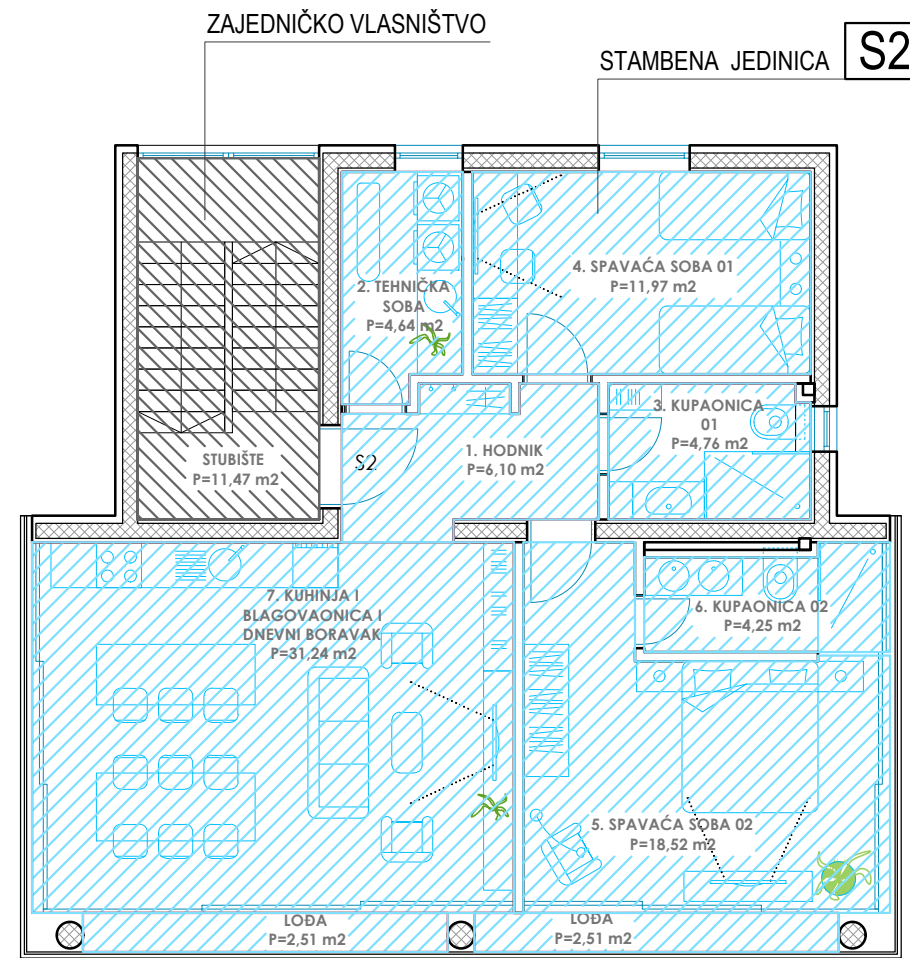 ZAJEDNIČKO VLASNIŠTVO
STAMBENA JEDINICA S2
2. TEHNIČKA
SOBA
P=4,64 m2
4. SPAVAĆA SOBA 01
P=11,97 m2
3. KUPAONICA
01
P=4,76 m2
1. HODNIK
P=6,10 m2
S2
STUBIŠTE
P=11,47 m2
7. KUHINJA I
BLAGOVAONICA I
DNEVNI BORAVAK
P=31,24 m2
6. KUPAONICA 02
P=4,25 m2
5. SPAVAĆA SOBA 02
P=18,52 m2
LOĐA
P=2,51 m2
LOĐA
P=2,51 m2